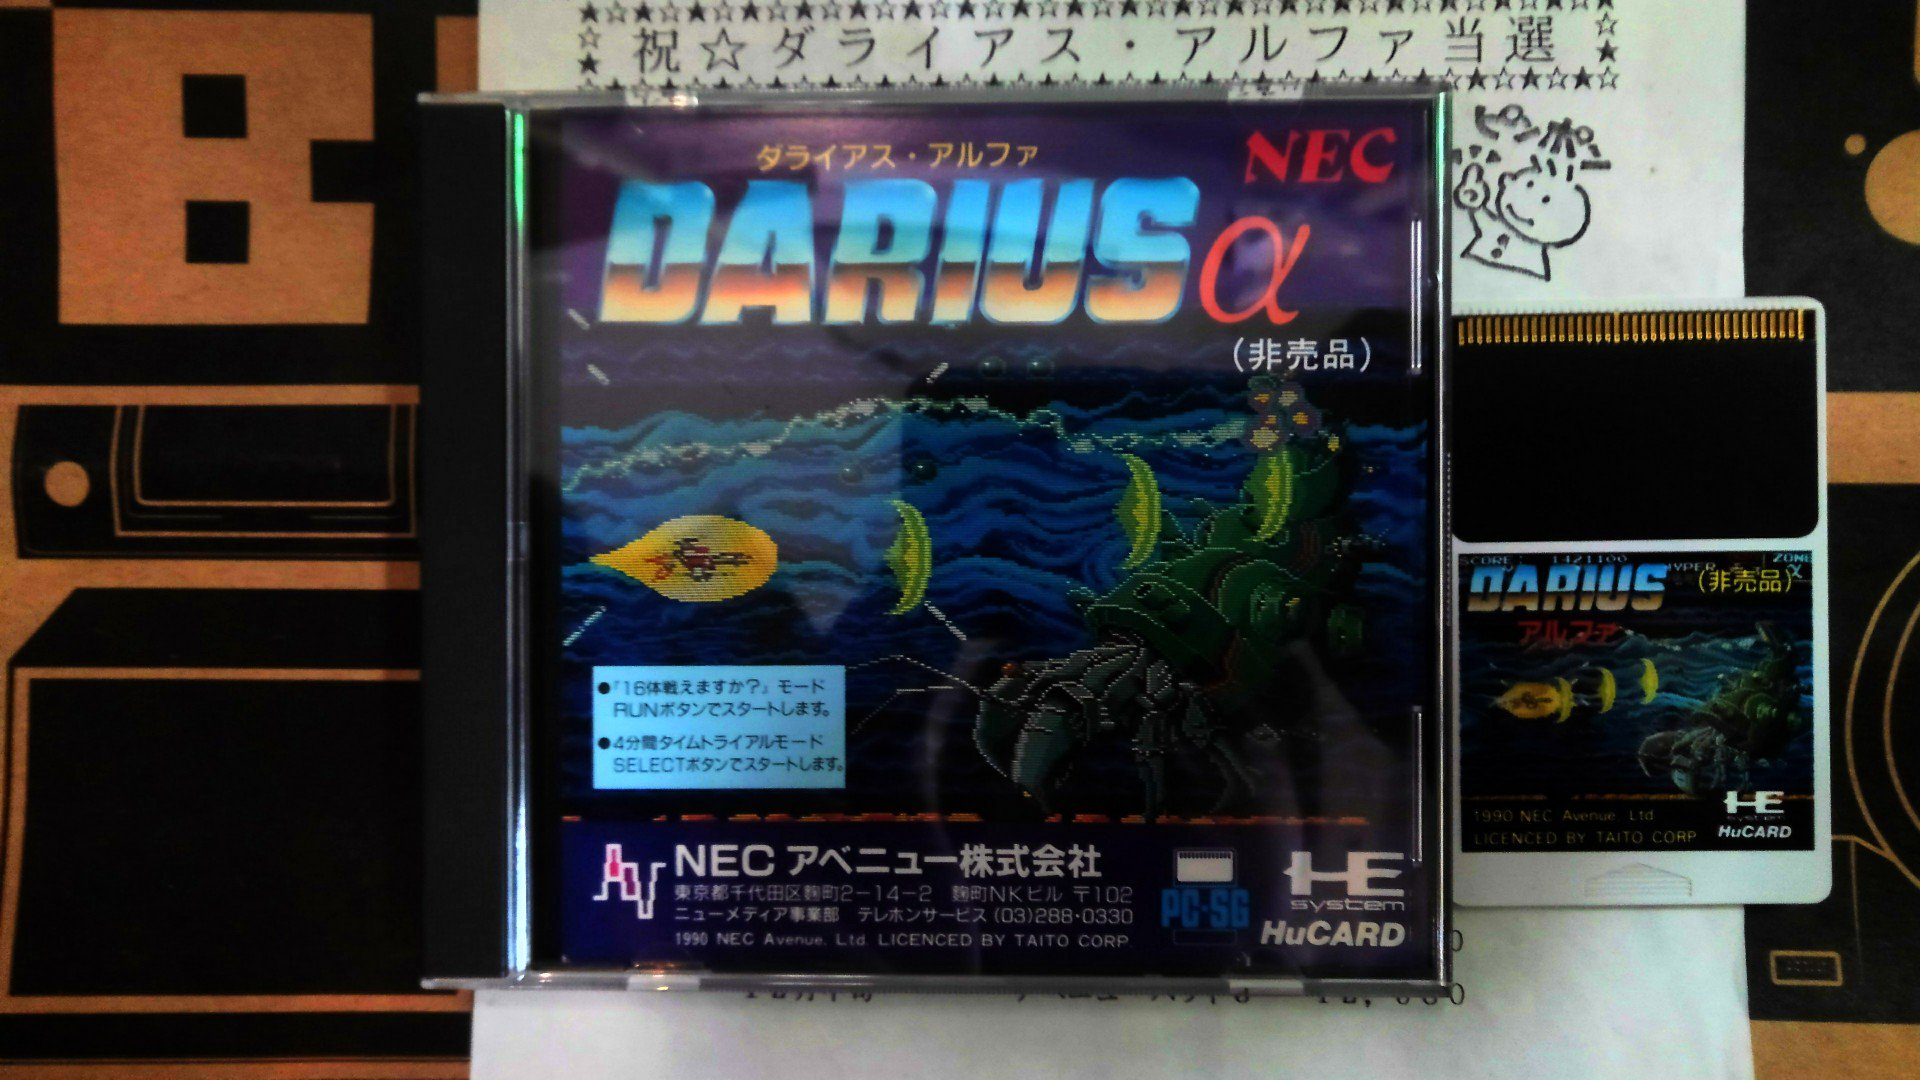 ★☆★☆★☆★☆★☆★☆★☆★☆★☆★☆★☆★☆★☆★☆★☆★☆★☆★☆★☆★☆★☆★
祝☆ダライアス・アルファ当選
ピンポーン
ダライアス・アルファ
NEC
DARIUS α
(非売品)
●『16体戦えますか?』モード
RUNボタンでスタートします。
●4分間タイムトライアルモード
SELECTボタンでスタートします。
NEC アベニュー株式会社
東京都千代田区麹町2-14-2 麹町NKビル 〒102
ニューメディア事業部 テレホンサービス(03)288・0330
1990 NEC Avenue, Ltd. LICENCED BY TAITO CORP.
PC-SG
HE
system
HuCARD
SCORE 1421100 HYPER ZONE
DARIUS
(非売品)
α
アルファ
1990 NEC Avenue, Ltd
LICENCED BY TAITO CORP
HE
system
HuCARD